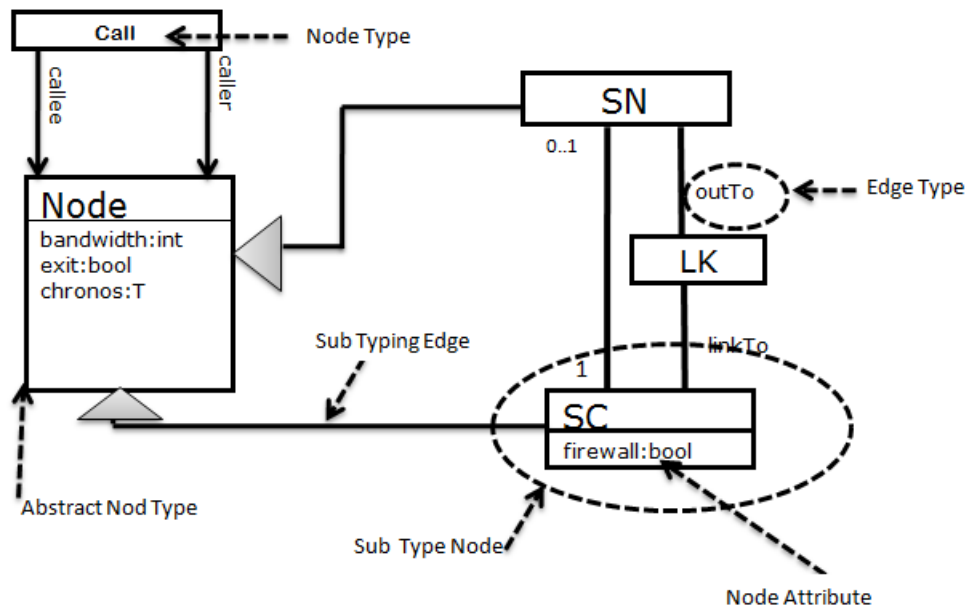 Call
Node Type
callee
caller
SN
0..1
outTo
Edge Type
Node
bandwidth:int
exit:bool
chronos:T
LK
Sub Typing Edge
linkTo
1
SC
firewall:bool
Abstract Nod Type
Sub Type Node
Node Attribute